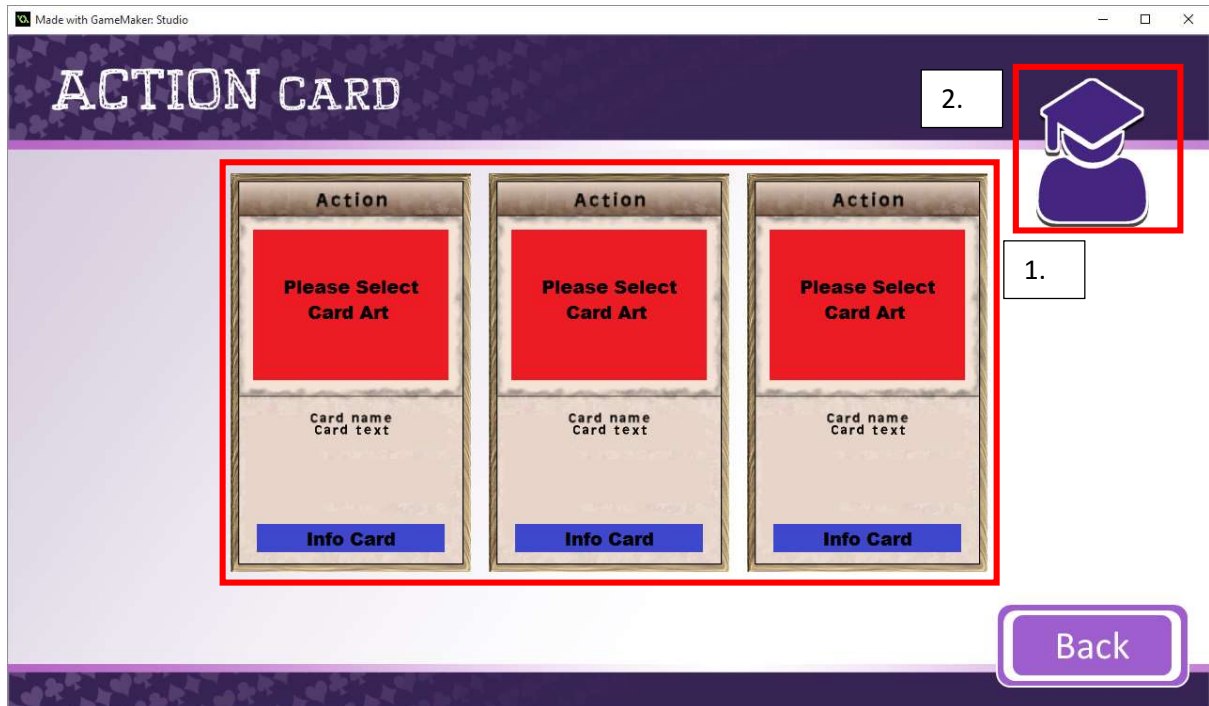 Made with GameMaker: Studio
ACTION CARD
2.
1.
Action
Please Select
Card Art
Card name
Card text
Info Card
Action
Please Select
Card Art
Card name
Card text
Info Card
Action
Please Select
Card Art
Card name
Card text
Info Card
Back